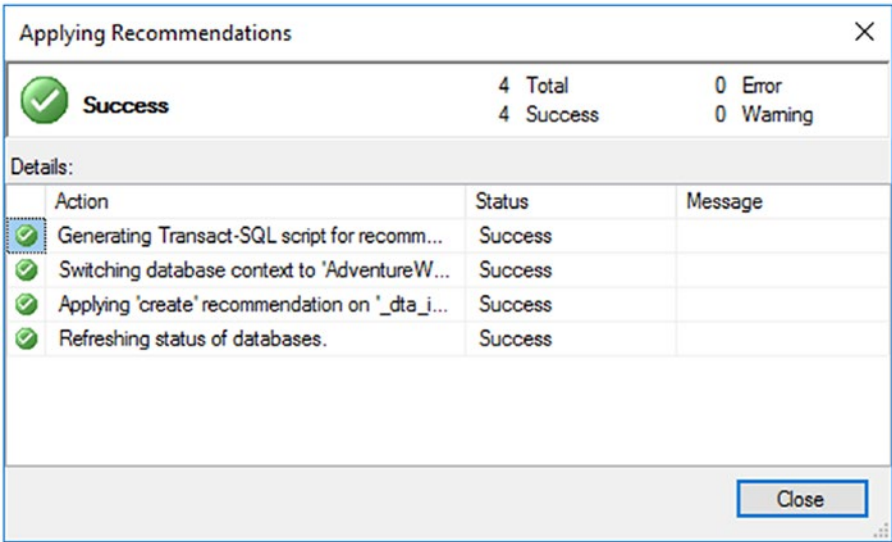 Applying Recommendations
Success
4 Total 0 Error
4 Success 0 Warning
Details:
Action Status Message
Generating Transact-SQL script for recomm... Success
Switching database context to 'AdventureW... Success
Applying 'create' recommendation on '_dta_i... Success
Refreshing status of databases. Success
Close